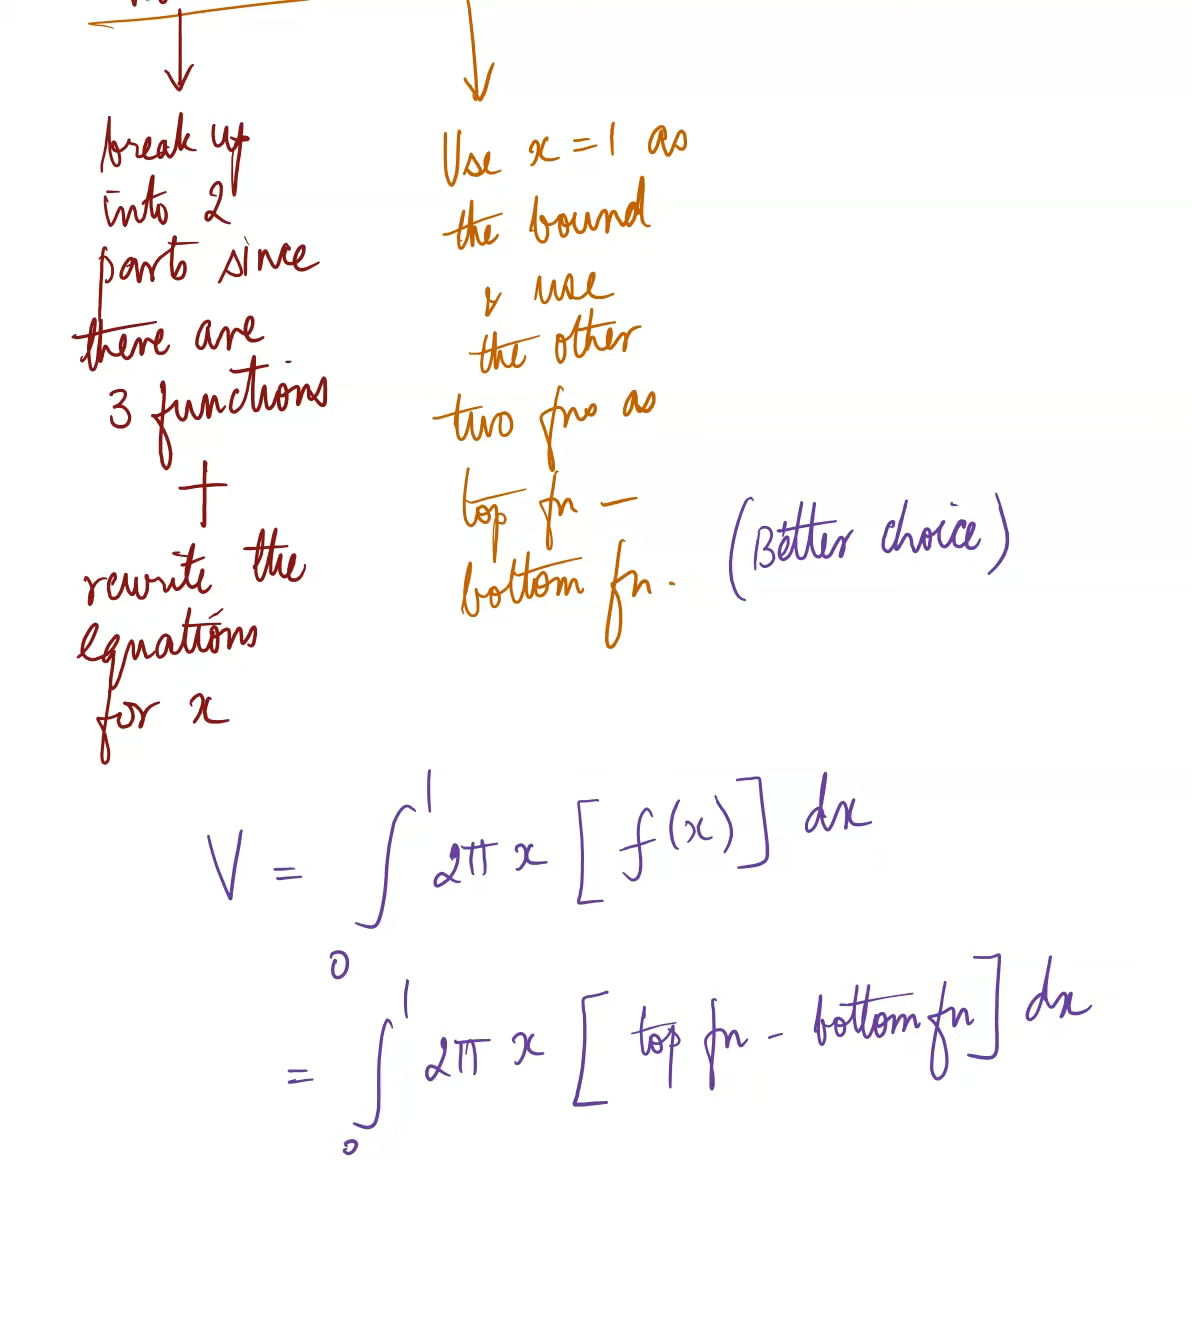 break up
into 2
parts since
there are
3 functions
+
rewrite the
equations
for x
Use x = 1 as
the bound
& use
the other
two fns as
top fn –
bottom fn.
(Better choice)
V = ∫₀¹ 2π x [f(x)] dx
= ∫₀¹ 2π x [top fn - bottom fn] dx